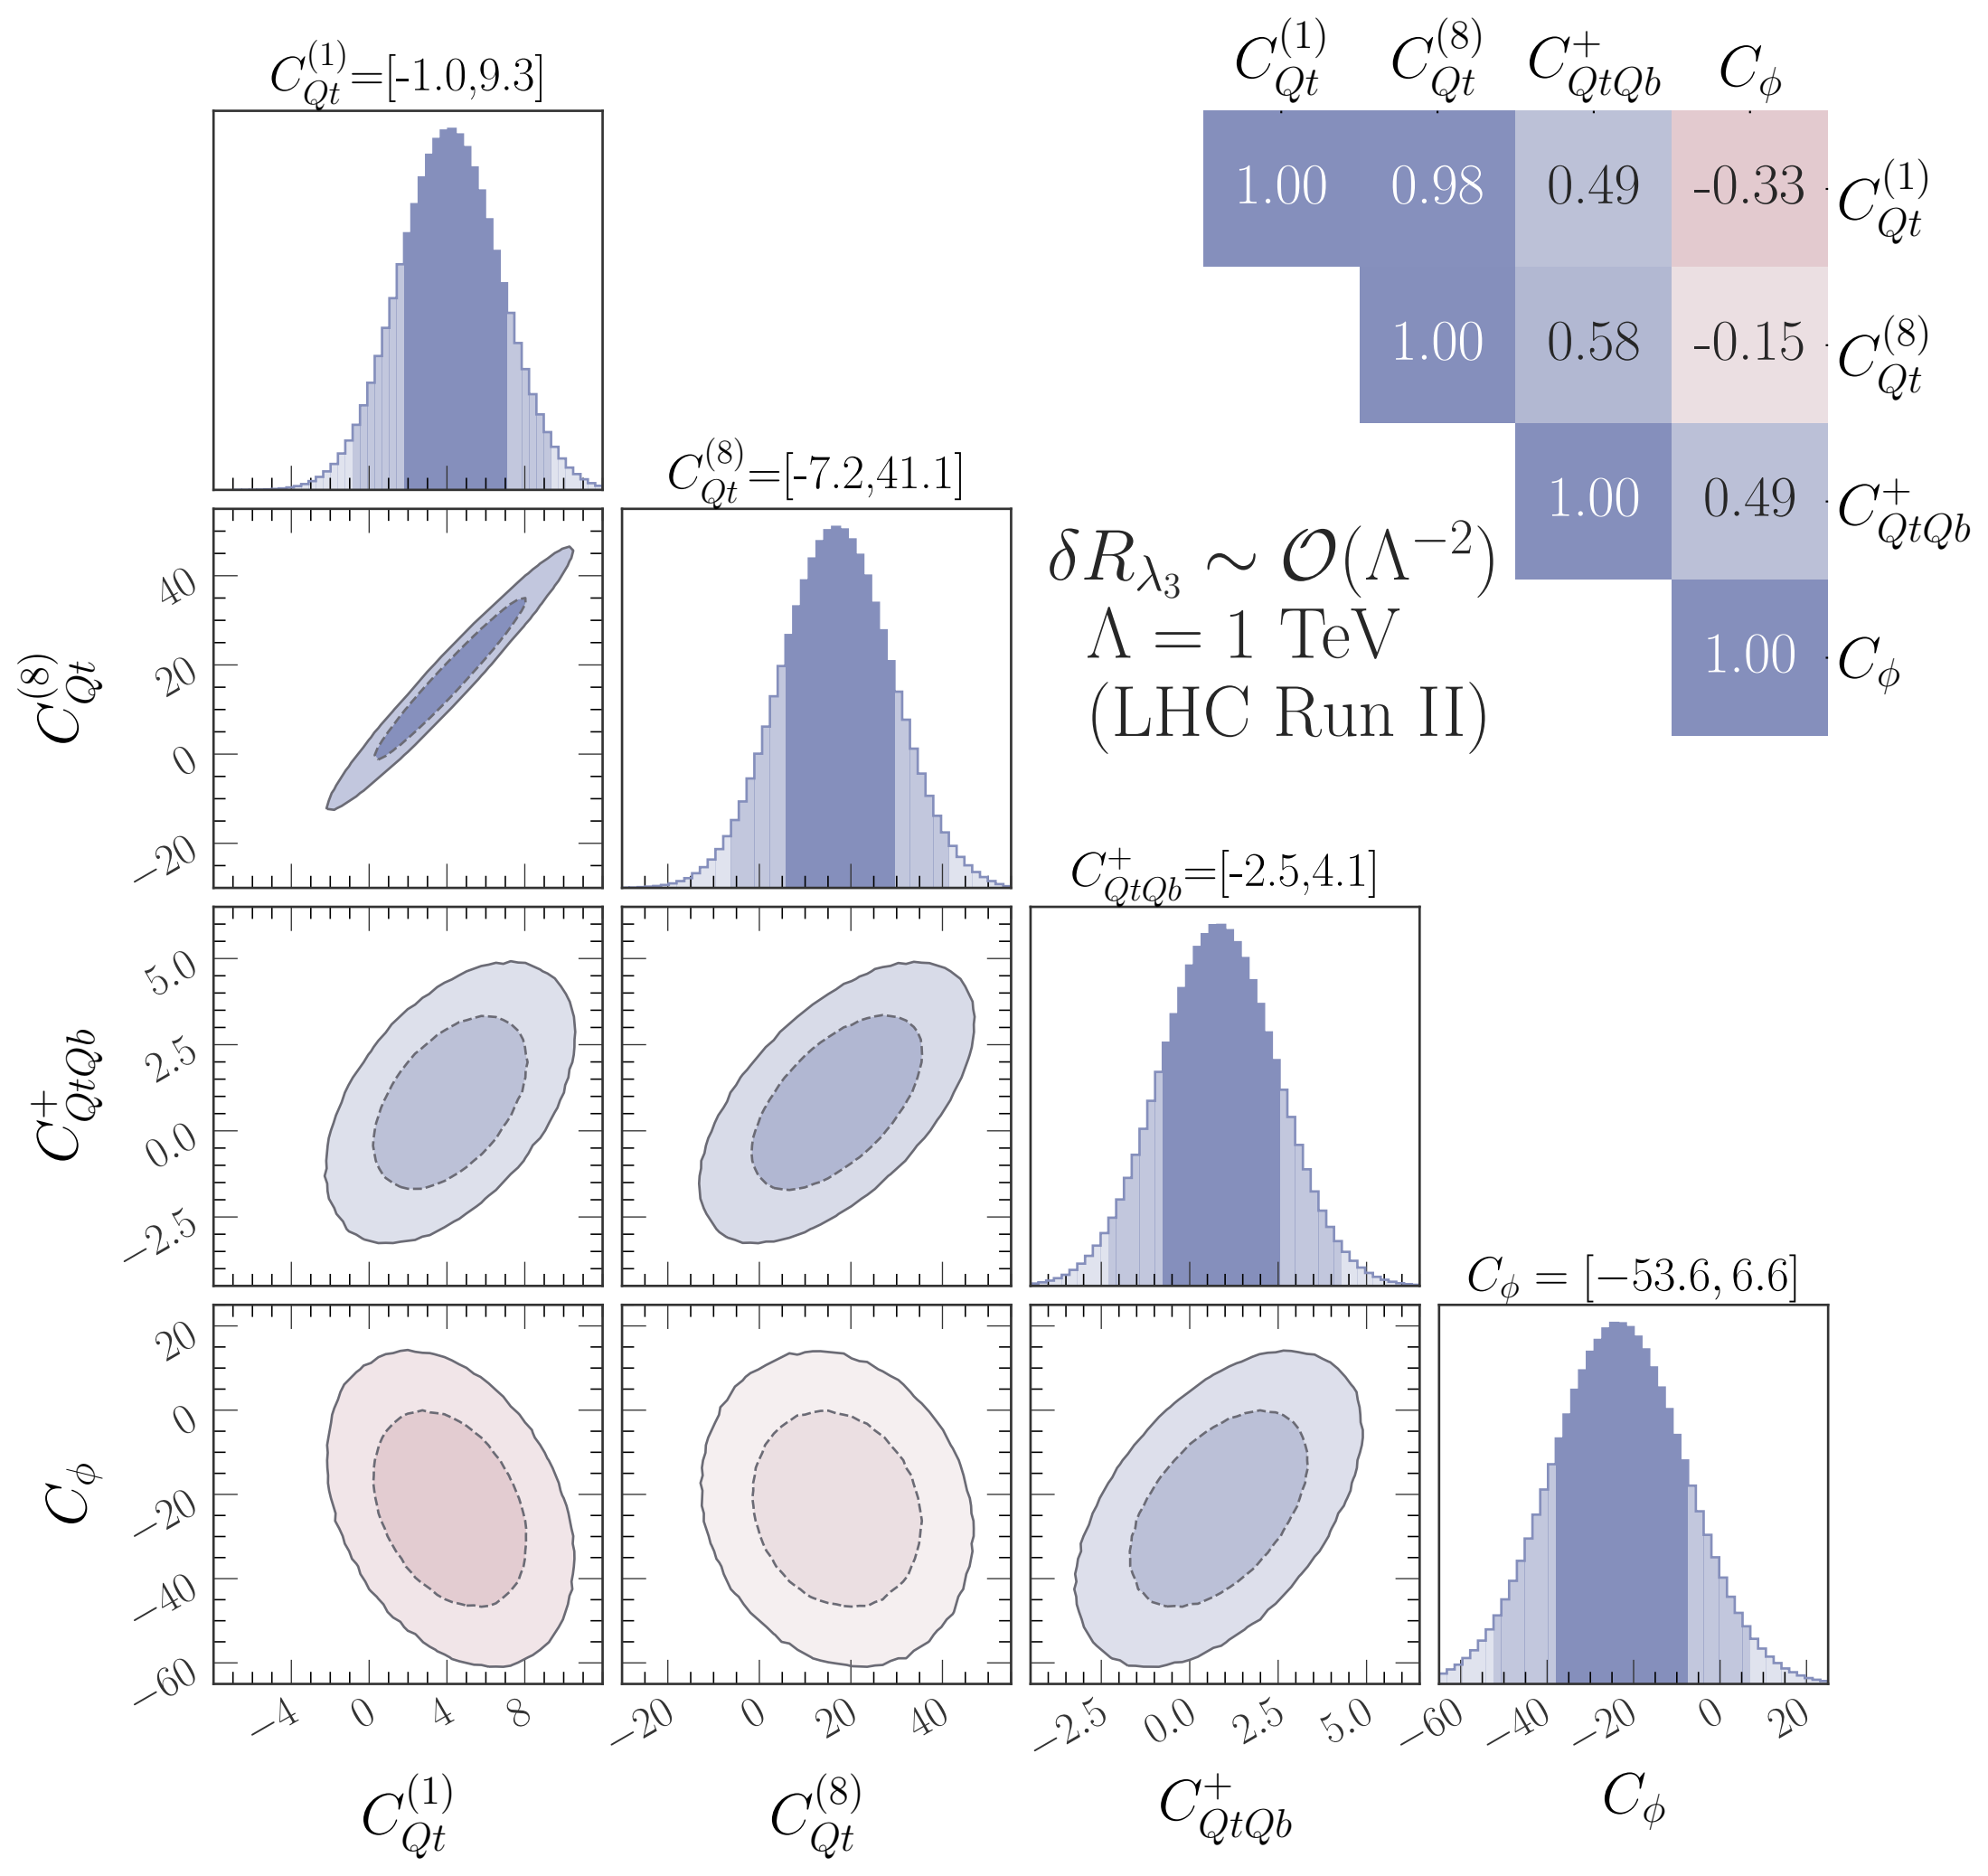 C_{Qt}^{(1)}=[-1.0,9.3]
C_{Qt}^{(1)} C_{Qt}^{(8)} C_{QtQb}^{+} C_ϕ
1.00 0.98 0.49 -0.33 C_{Qt}^{(1)}
1.00 0.58 -0.15 C_{Qt}^{(8)}
1.00 0.49 C_{QtQb}^{+}
1.00 C_ϕ
C_{Qt}^{(8)}=[-7.2,41.1]
δR_{λ_3} ∼ 𝒪(Λ^{−2})
Λ = 1 TeV
(LHC Run II)
C_{Qt}^{(8)}
40
20
0
−20
C_{QtQb}^{+}=[-2.5,4.1]
C_{QtQb}^{+}
5.0
2.5
0.0
−2.5
C_ϕ = [−53.6, 6.6]
C_ϕ
20
0
−20
−40
−60
−4 0 4 8 −20 0 20 40 −2.5 0.0 2.5 5.0 −60 −40 −20 0 20
C_{Qt}^{(1)} C_{Qt}^{(8)} C_{QtQb}^{+} C_ϕ